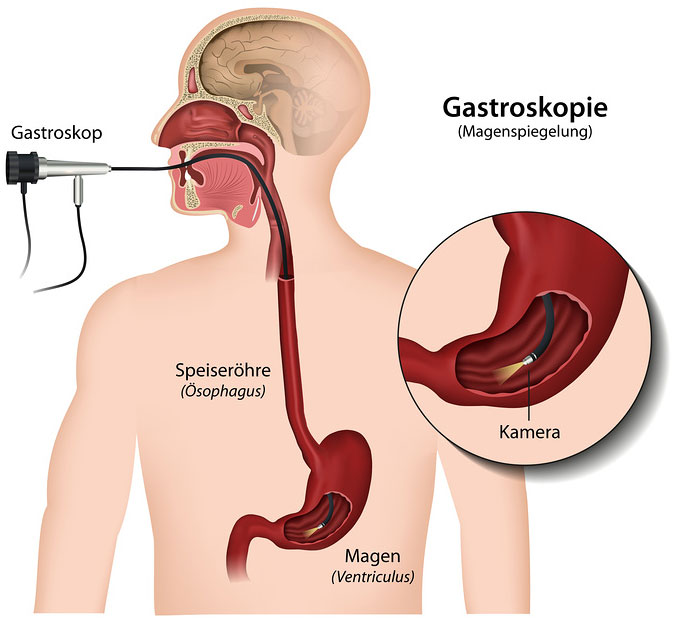 Gastroskopie
(Magenspiegelung)
Gastroskop
Speiseröhre
(Ösophagus)
Kamera
Magen
(Ventriculus)